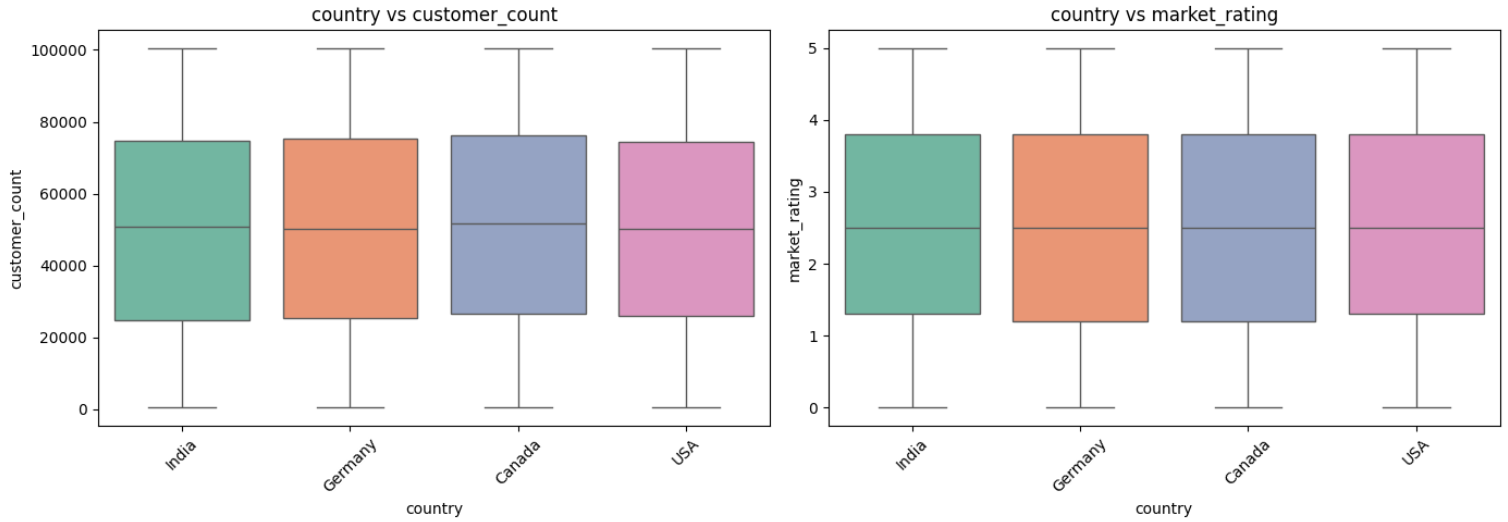 country vs customer_count
customer_count
100000
80000
60000
40000
20000
0
India
Germany
Canada
USA
country
country vs market_rating
market_rating
5
4
3
2
1
0
India
Germany
Canada
USA
country